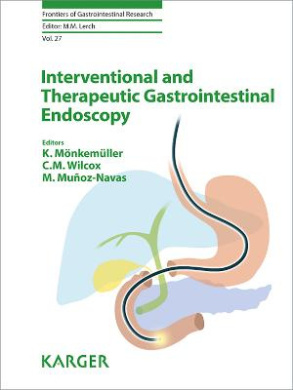 Frontiers of Gastrointestinal Research
Editor: M.M. Lerch
Vol. 27
Interventional and
Therapeutic Gastrointestinal
Endoscopy
Editors
K. Mönkemüller
C.M. Wilcox
M. Muñoz-Navas
KARGER